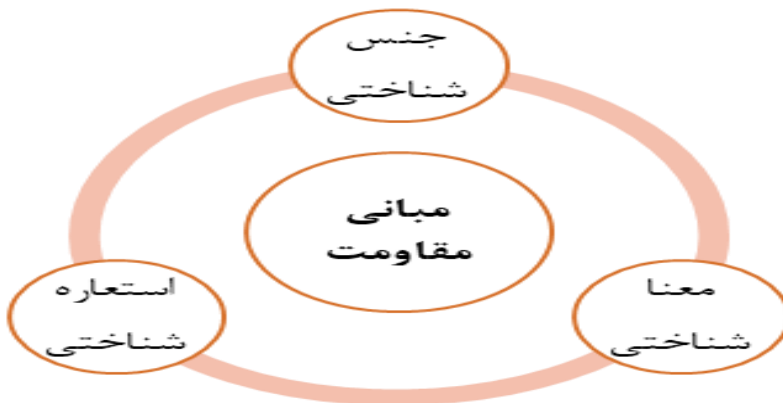 جنس
شناختی
مبانی
مقاومت
استعاره
شناختی
معنا
شناختی